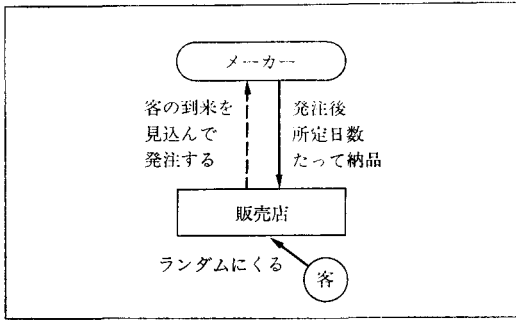 メーカー
客の到来を
見込んで
発注する
発注後
所定日数
たって納品
販売店
ランダムにくる
客